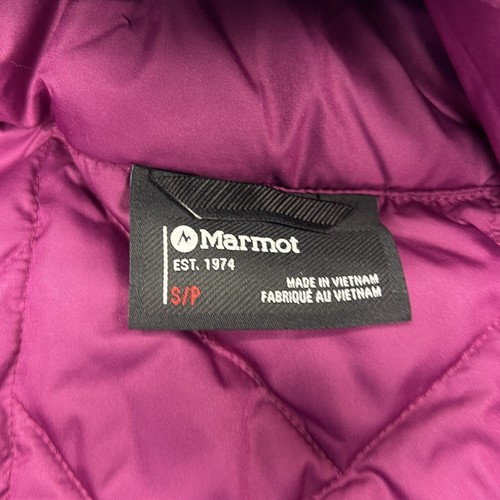 Marmot
EST. 1974
S/P
MADE IN VIETNAM
FABRIQUÉ AU VIETNAM